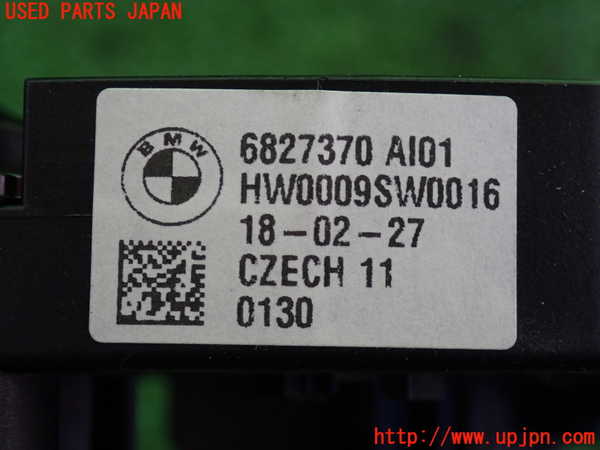 USED PARTS JAPAN
BMW
6827370 AI01
HW0009SW0016
18-02-27
CZECH 11
0130
http://www.upjpn.com/